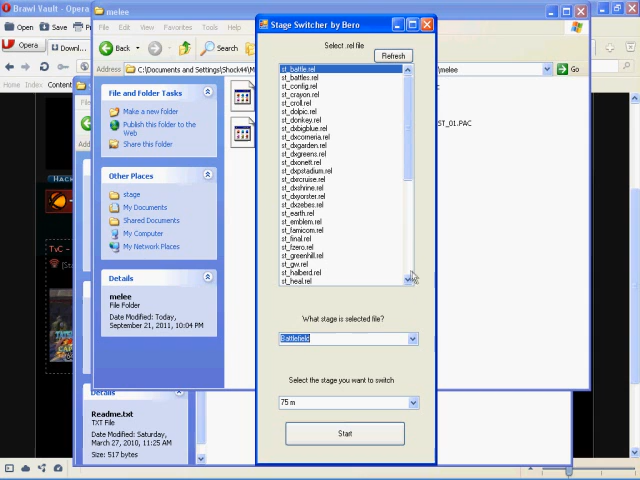 Brawl Vault - Opera
Open
Save
Opera
Downl...
Home Index Content
melee
File Edit View Favorites Tools Help
Back
Search
Address C:\Documents and Settings\Shock44\M
\melee
Go
File and Folder Tasks
Make a new folder
Publish this folder to the
Web
Share this folder
Other Places
stage
My Documents
Shared Documents
My Computer
My Network Places
Details
melee
File Folder
Date Modified: Today,
September 21, 2011, 10:04 PM
ST_01.PAC
Stage Switcher by Bero
Select .rel file
Refresh
st_battle.rel
st_battles.rel
st_config.rel
st_crayon.rel
st_croll.rel
st_dolpic.rel
st_donkey.rel
st_dxbigblue.rel
st_dxcorneria.rel
st_dxgarden.rel
st_dxgreens.rel
st_dxonett.rel
st_dxpstadium.rel
st_dxrcruise.rel
st_dxshrine.rel
st_dxyorster.rel
st_dxzebes.rel
st_earth.rel
st_emblem.rel
st_famicom.rel
st_final.rel
st_fzero.rel
st_greenhill.rel
st_gw.rel
st_halberd.rel
st_heal.rel
What stage is selected file?
Battlefield
Select the stage you want to switch
75 m
Start
Details
Readme.txt
TXT File
Date Modified: Saturday,
March 27, 2010, 11:25 AM
Size: 517 bytes